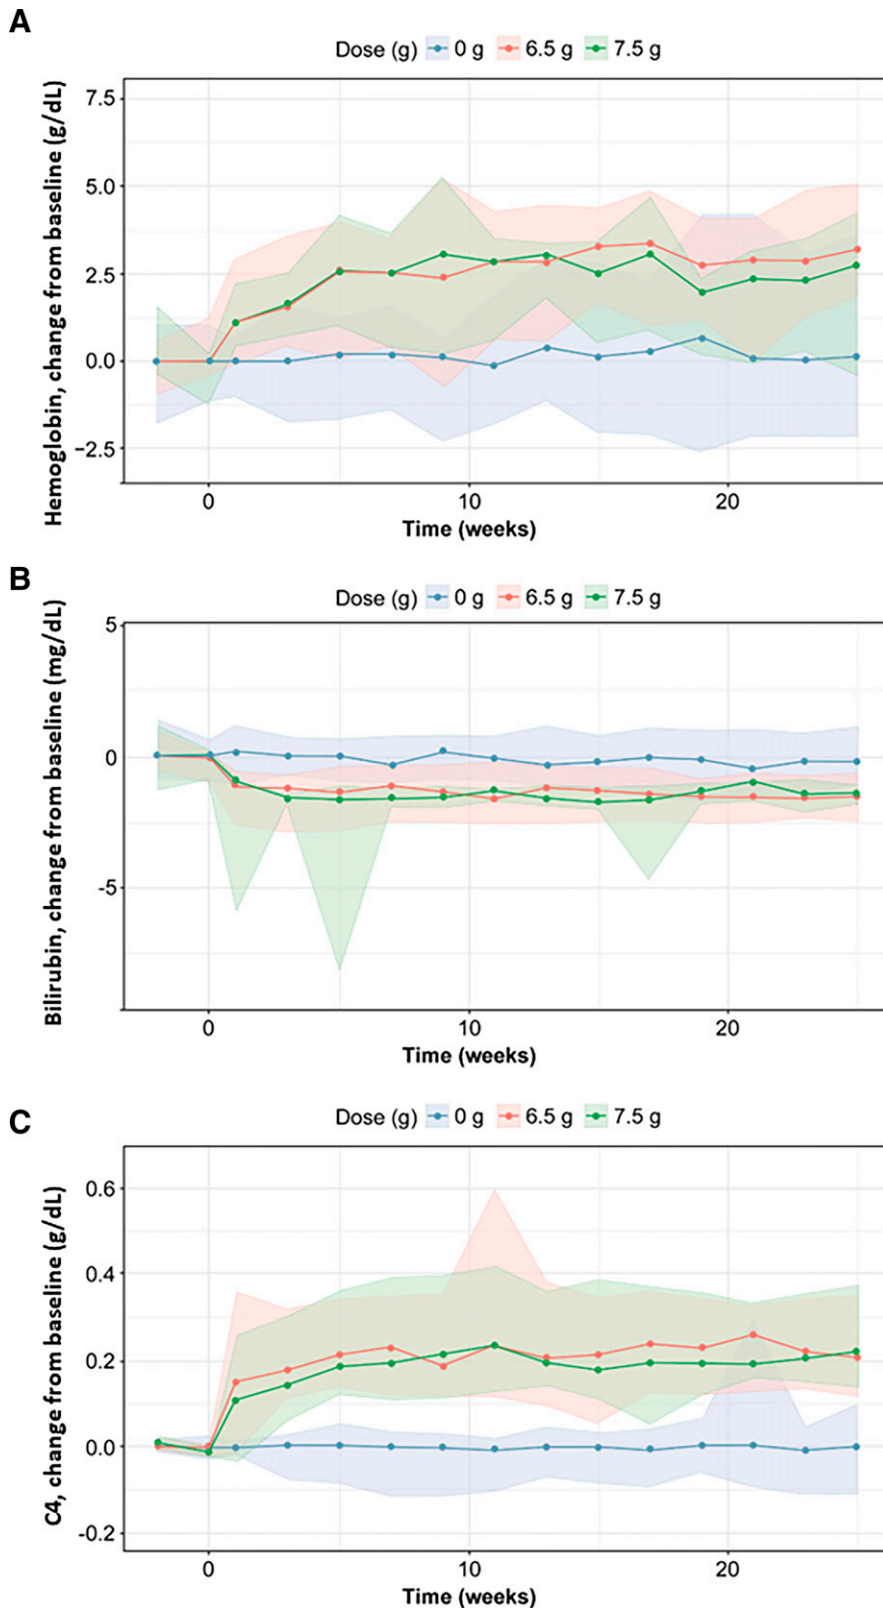 A
Dose (g) 0 g 6.5 g 7.5 g
Hemoglobin, change from baseline (g/dL)
7.5
5.0
2.5
0.0
−2.5
0 10 20
Time (weeks)
B
Dose (g) 0 g 6.5 g 7.5 g
Bilirubin, change from baseline (mg/dL)
5
0
-5
0 10 20
Time (weeks)
C
Dose (g) 0 g 6.5 g 7.5 g
C4, change from baseline (g/dL)
0.6
0.4
0.2
0.0
-0.2
0 10 20
Time (weeks)